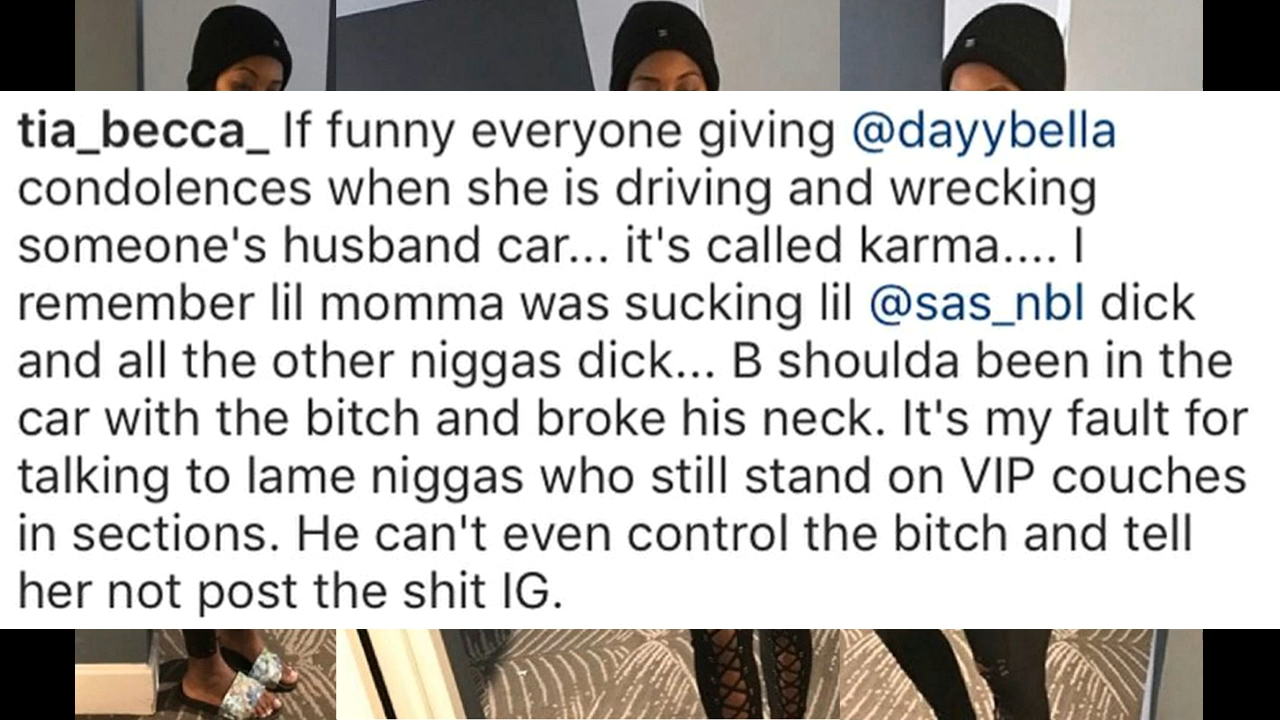 tia_becca_ If funny everyone giving @dayybella
condolences when she is driving and wrecking
someone's husband car... it's called karma.... I
remember lil momma was sucking lil @sas_nbl dick
and all the other niggas dick... B shoulda been in the
car with the bitch and broke his neck. It's my fault for
talking to lame niggas who still stand on VIP couches
in sections. He can't even control the bitch and tell
her not post the shit IG.